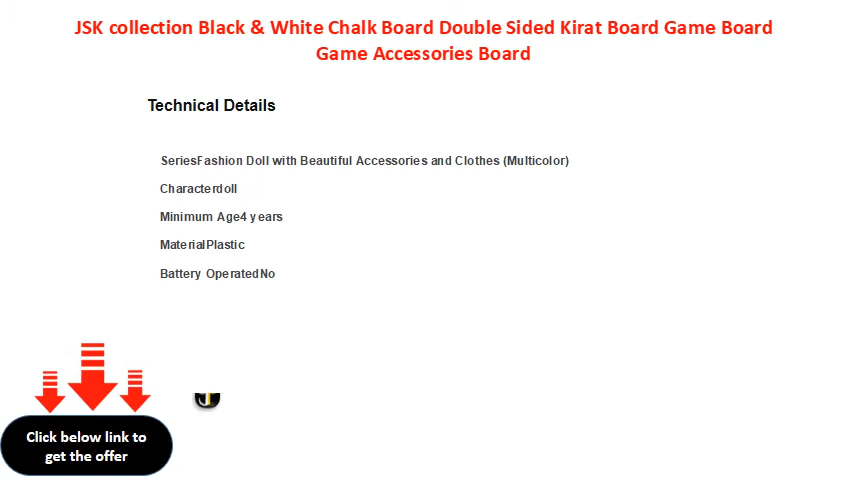 JSK collection Black & White Chalk Board Double Sided Kirat Board Game Board
Game Accessories Board
Technical Details
SeriesFashion Doll with Beautiful Accessories and Clothes (Multicolor)
Characterdoll
Minimum Age4 years
MaterialPlastic
Battery OperatedNo
Click below link to
get the offer